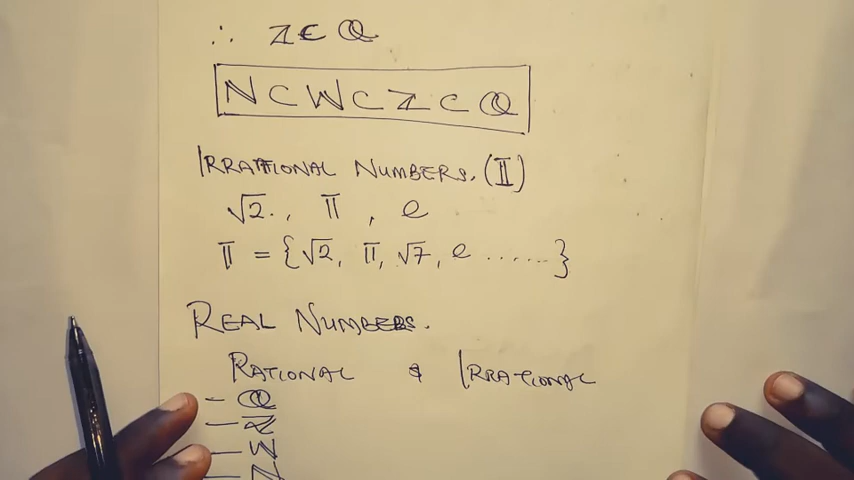 ∴ ℤ ∈ ℚ
ℕ ⊂ 𝕎 ⊂ ℤ ⊂ ℚ
IRRATIONAL NUMBERS. (𝕀)
√2., π, e
𝕀 = {√2, π, √7, e ......}
REAL NUMBERS.
RATIONAL & IRRATIONAL
- ℚ
- ℤ
- 𝕎
- ℕ